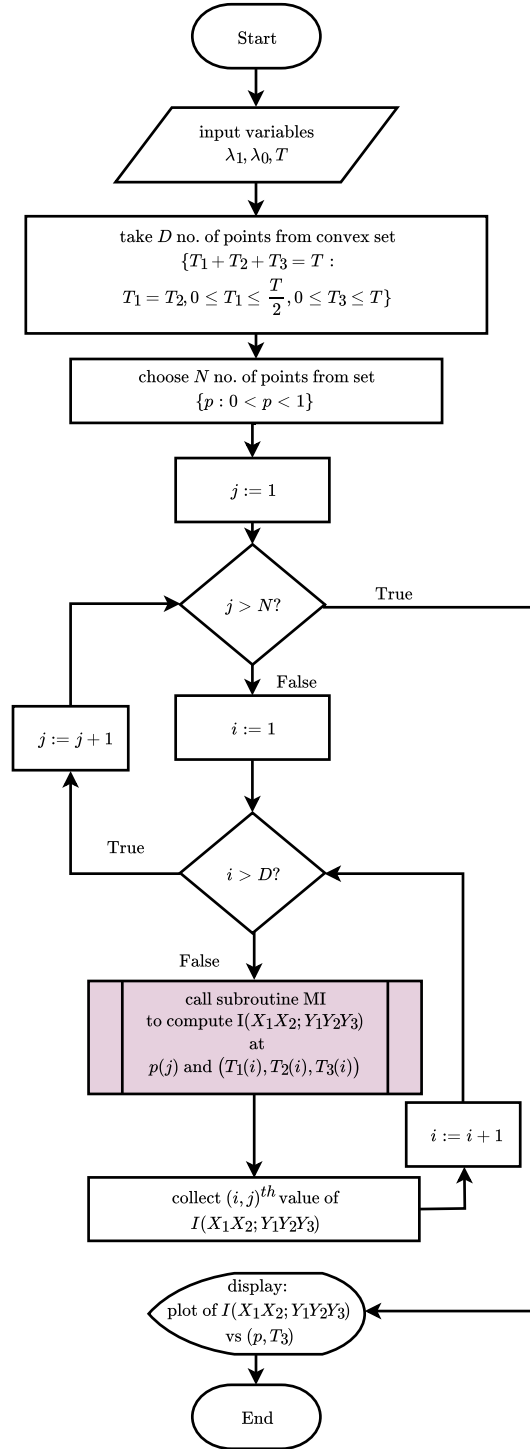 Start
input variables
λ₁, λ₀, T
take D no. of points from convex set
{T₁ + T₂ + T₃ = T :
T₁ = T₂, 0 ≤ T₁ ≤ T/2, 0 ≤ T₃ ≤ T}
choose N no. of points from set
{p : 0 < p < 1}
j := 1
j > N?
True
False
i := 1
j := j + 1
True
i > D?
False
call subroutine MI
to compute I(X₁X₂; Y₁Y₂Y₃)
at
p(j) and (T₁(i), T₂(i), T₃(i))
i := i + 1
collect (i, j)ᵗʰ value of
I(X₁X₂; Y₁Y₂Y₃)
display:
plot of I(X₁X₂; Y₁Y₂Y₃)
vs (p, T₃)
End